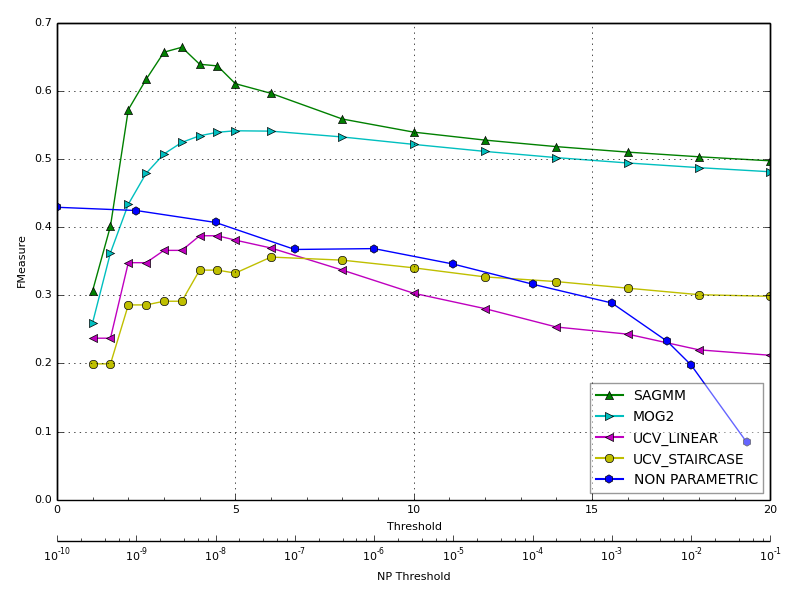 0.7
0.6
0.5
0.4
0.3
0.2
0.1
0.0
FMeasure
SAGMM
MOG2
UCV_LINEAR
UCV_STAIRCASE
NON PARAMETRIC
0 5 10 15 20
Threshold
10^-10 10^-9 10^-8 10^-7 10^-6 10^-5 10^-4 10^-3 10^-2 10^-1
NP Threshold